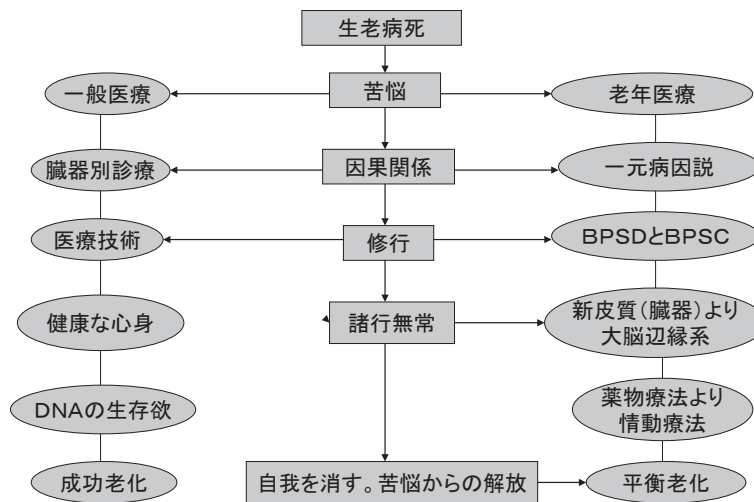 生老病死
一般医療
苦悩
老年医療
臓器別診療
因果関係
一元病因説
医療技術
修行
BPSDとBPSC
健康な心身
諸行無常
新皮質(臓器)より
大脳辺縁系
DNAの生存欲
薬物療法より
情動療法
成功老化
自我を消す。苦悩からの解放
平衡老化